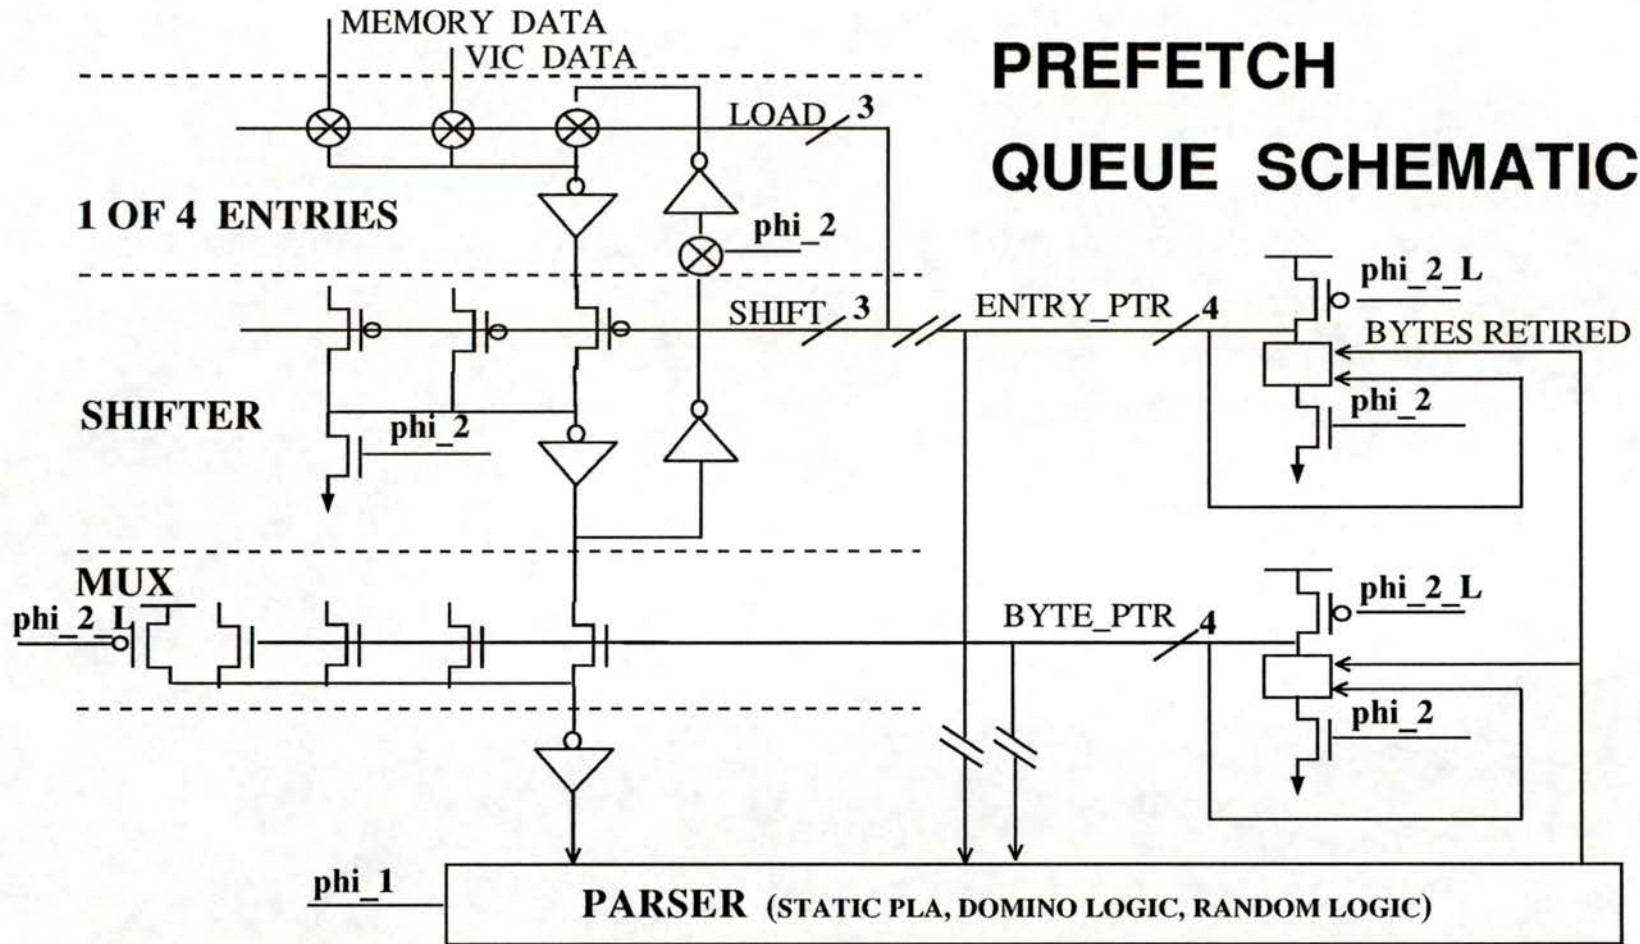 MEMORY DATA
VIC DATA
PREFETCH
QUEUE SCHEMATIC
LOAD 3
1 OF 4 ENTRIES
phi_2
phi_2_L
SHIFT 3
ENTRY_PTR 4
BYTES RETIRED
SHIFTER
phi_2
phi_2
MUX
phi_2_L
phi_2_L
BYTE_PTR 4
phi_2
phi_1
PARSER (STATIC PLA, DOMINO LOGIC, RANDOM LOGIC)